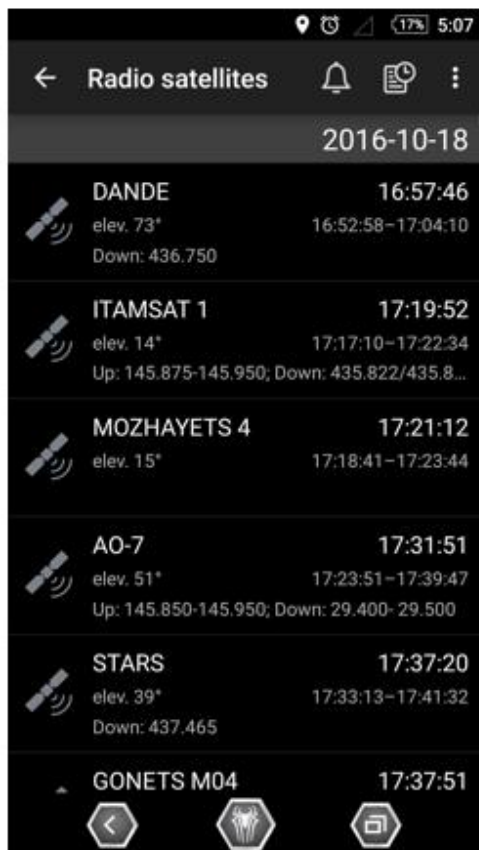 17% 5:07
Radio satellites
2016-10-18
DANDE 16:57:46
elev. 73° 16:52:58–17:04:10
Down: 436.750
ITAMSAT 1 17:19:52
elev. 14° 17:17:10–17:22:34
Up: 145.875-145.950; Down: 435.822/435.8...
MOZHAYETS 4 17:21:12
elev. 15° 17:18:41–17:23:44
AO-7 17:31:51
elev. 51° 17:23:51–17:39:47
Up: 145.850-145.950; Down: 29.400- 29.500
STARS 17:37:20
elev. 39° 17:33:13–17:41:32
Down: 437.465
GONETS M04 17:37:51